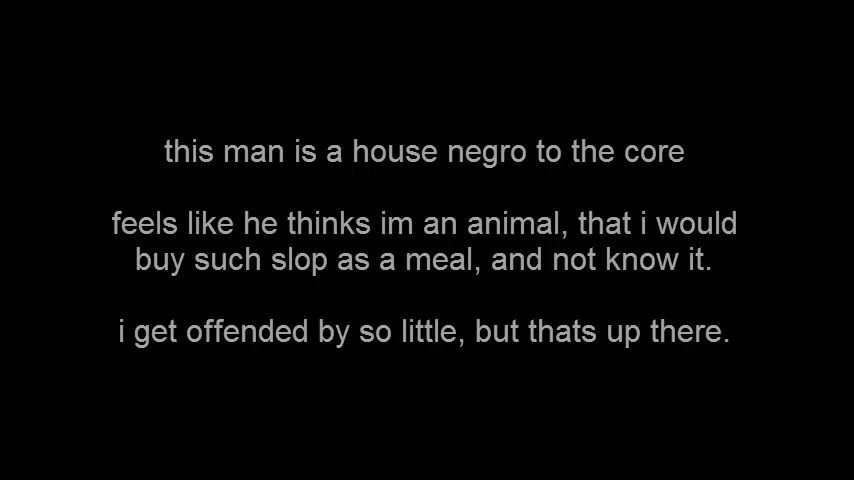 this man is a house negro to the core
feels like he thinks im an animal, that i would
buy such slop as a meal, and not know it.
i get offended by so little, but thats up there.